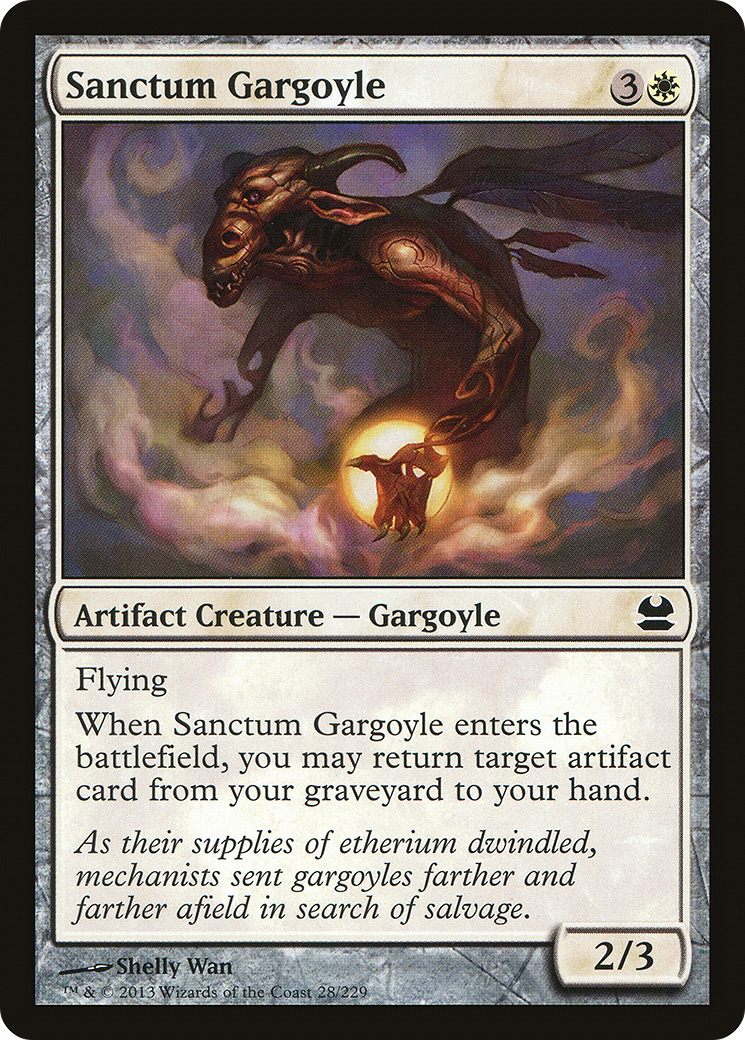 Sanctum Gargoyle 3
Artifact Creature — Gargoyle
Flying
When Sanctum Gargoyle enters the
battlefield, you may return target artifact
card from your graveyard to your hand.
As their supplies of etherium dwindled,
mechanists sent gargoyles farther and
farther afield in search of salvage.
2/3
Shelly Wan
™ & © 2013 Wizards of the Coast 28/229